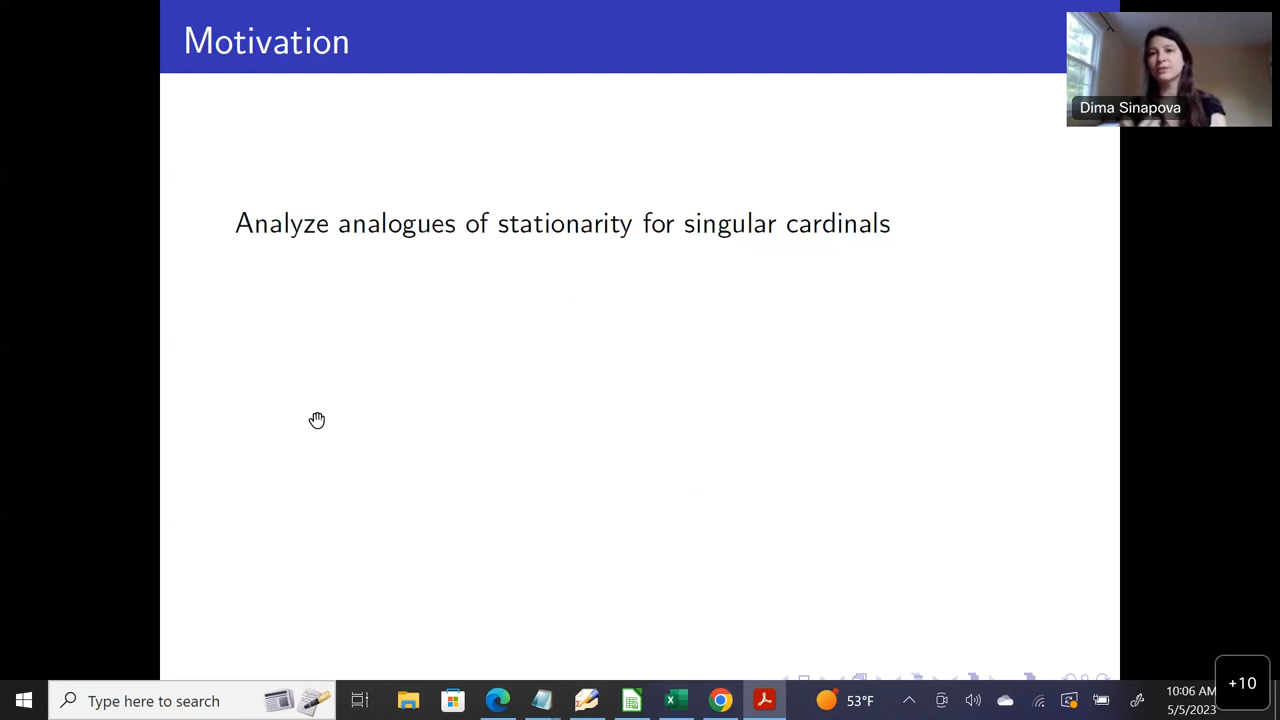 Motivation
Dima Sinapova
Analyze analogues of stationarity for singular cardinals
Type here to search
53°F
10:06 AM
5/5/2023
+10